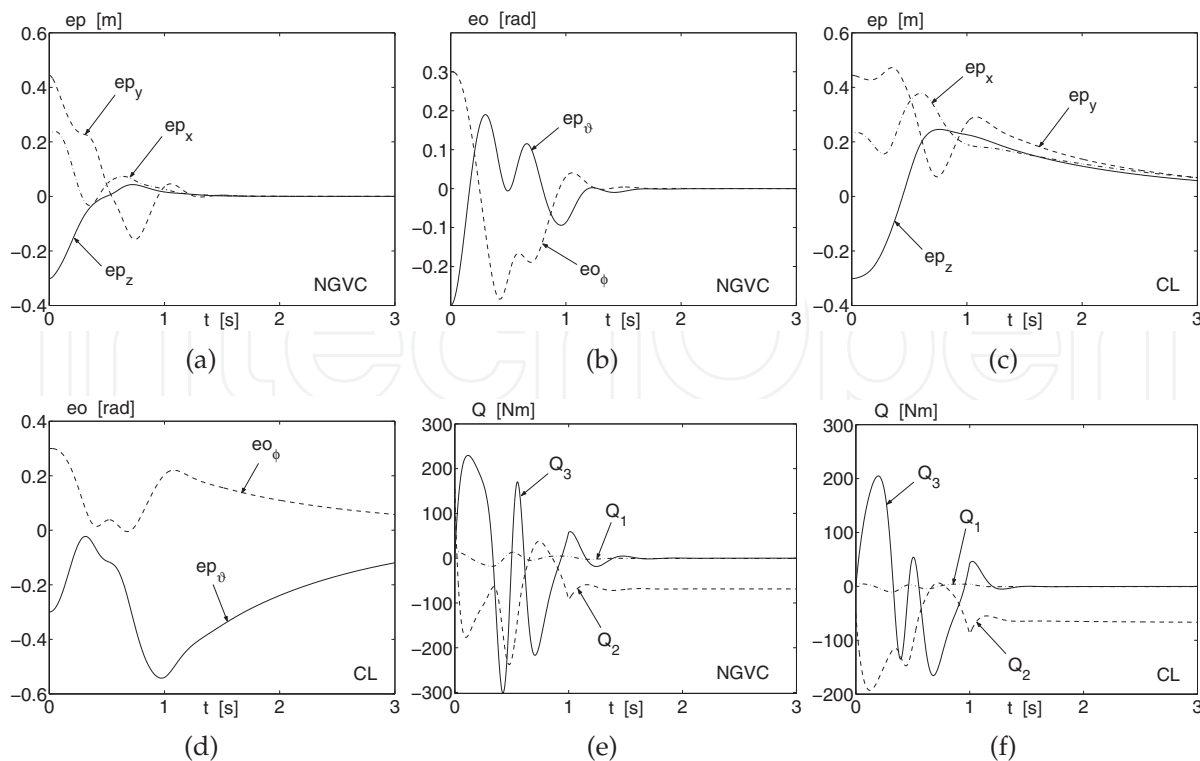 ep [m]
0.6
0.4
0.2
0
−0.2
−0.4
ep_y
ep_x
ep_z
NGVC
0
1
2
3
t [s]
(a)
eo [rad]
0.3
0.2
0.1
0
−0.1
−0.2
ep_ϑ
eo_ϕ
NGVC
0
1
2
3
t [s]
(b)
ep [m]
0.6
0.4
0.2
0
−0.2
−0.4
ep_x
ep_y
ep_z
CL
0
1
2
3
t [s]
(c)
InTechOpen
eo [rad]
0.4
0.2
0
−0.2
−0.4
−0.6
eo_ϕ
ep_ϑ
CL
0
1
2
3
t [s]
(d)
Q [Nm]
300
200
100
0
−100
−200
−300
Q_3
Q_1
Q_2
NGVC
0
1
2
3
t [s]
(e)
Q [Nm]
300
200
100
0
−100
−200
Q_3
Q_1
Q_2
CL
0
1
2
3
t [s]
(f)